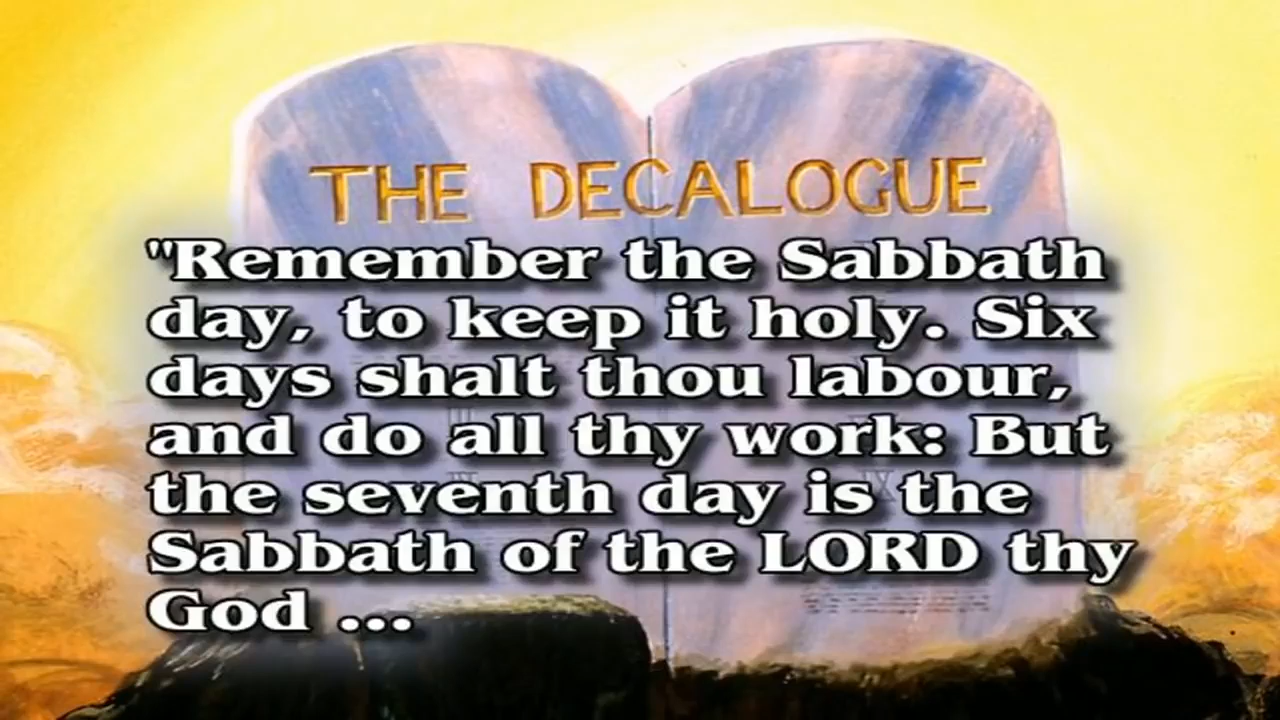 THE DECALOGUE
"Remember the Sabbath
day, to keep it holy. Six
days shalt thou labour,
and do all thy work: But
the seventh day is the
Sabbath of the LORD thy
God ...